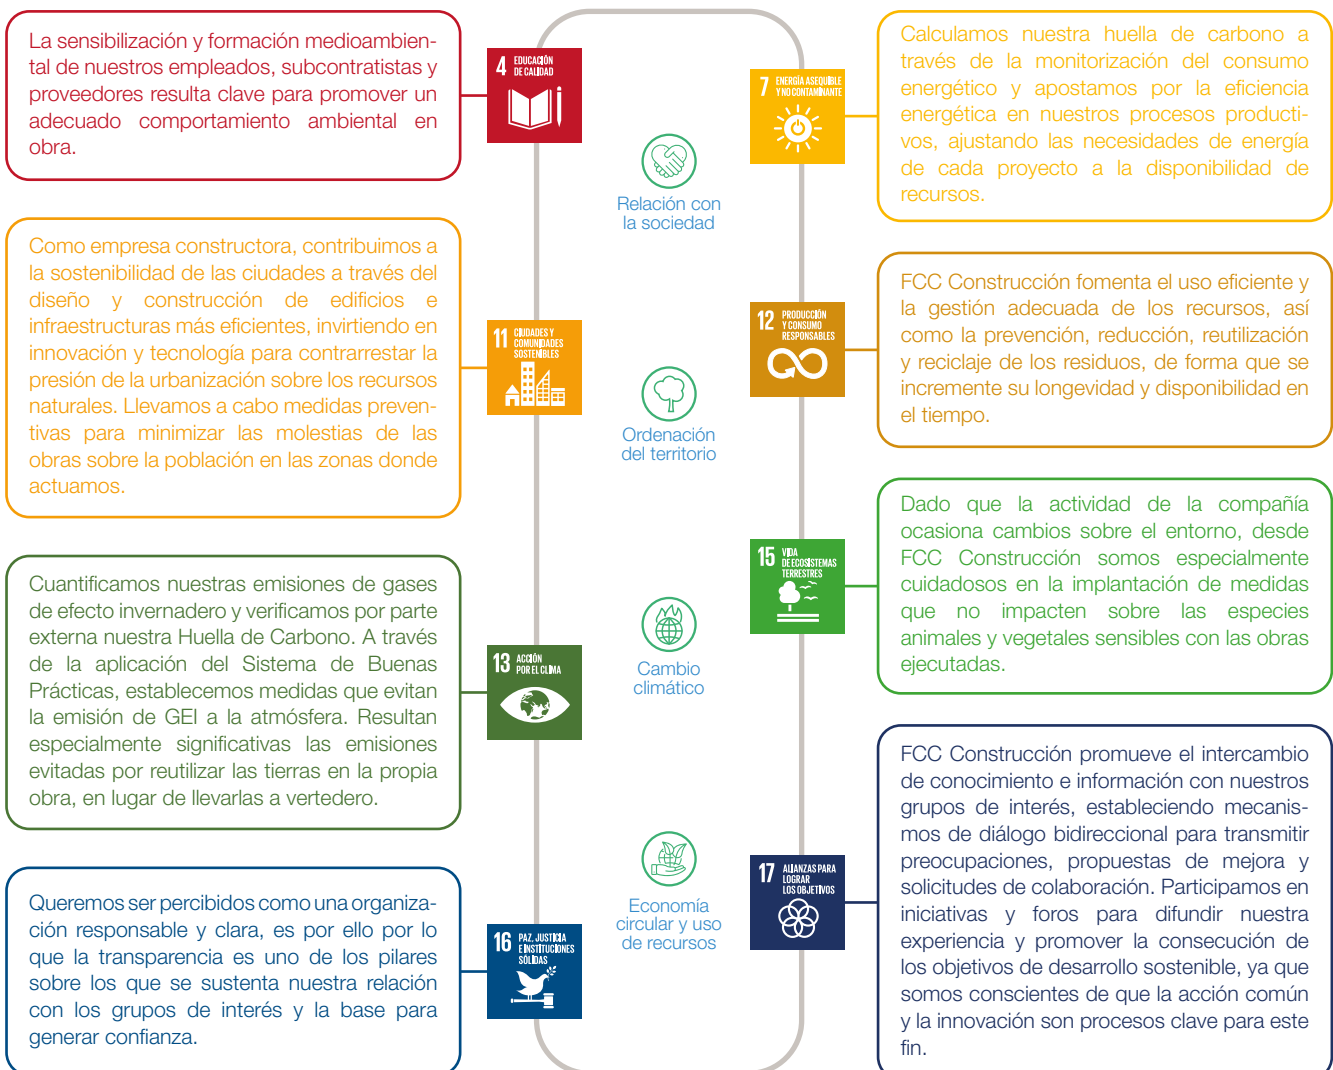 La sensibilización y formación medioambien-
tal de nuestros empleados, subcontratistas y
proveedores resulta clave para promover un
adecuado comportamiento ambiental en
obra.
4 EDUCACIÓN
DE CALIDAD
Como empresa constructora, contribuimos a
la sostenibilidad de las ciudades a través del
diseño y construcción de edificios e
infraestructuras más eficientes, invirtiendo en
innovación y tecnología para contrarrestar la
presión de la urbanización sobre los recursos
naturales. Llevamos a cabo medidas preven-
tivas para minimizar las molestias de las
obras sobre la población en las zonas donde
actuamos.
11 CIUDADES Y
COMUNIDADES
SOSTENIBLES
Cuantificamos nuestras emisiones de gases
de efecto invernadero y verificamos por parte
externa nuestra Huella de Carbono. A través
de la aplicación del Sistema de Buenas
Prácticas, establecemos medidas que evitan
la emisión de GEI a la atmósfera. Resultan
especialmente significativas las emisiones
evitadas por reutilizar las tierras en la propia
obra, en lugar de llevarlas a vertedero.
13 ACCIÓN
POR EL CLIMA
Queremos ser percibidos como una organiza-
ción responsable y clara, es por ello por lo
que la transparencia es uno de los pilares
sobre los que se sustenta nuestra relación
con los grupos de interés y la base para
generar confianza.
16 PAZ, JUSTICIA
E INSTITUCIONES
SÓLIDAS
Relación con
la sociedad
Ordenación
del territorio
Cambio
climático
Economía
circular y uso
de recursos
7 ENERGÍA ASEQUIBLE
Y NO CONTAMINANTE
Calculamos nuestra huella de carbono a
través de la monitorización del consumo
energético y apostamos por la eficiencia
energética en nuestros procesos producti-
vos, ajustando las necesidades de energía
de cada proyecto a la disponibilidad de
recursos.
12 PRODUCCIÓN
Y CONSUMO
RESPONSABLES
FCC Construcción fomenta el uso eficiente y
la gestión adecuada de los recursos, así
como la prevención, reducción, reutilización
y reciclaje de los residuos, de forma que se
incremente su longevidad y disponibilidad en
el tiempo.
15 VIDA
DE ECOSISTEMAS
TERRESTRES
Dado que la actividad de la compañía
ocasiona cambios sobre el entorno, desde
FCC Construcción somos especialmente
cuidadosos en la implantación de medidas
que no impacten sobre las especies
animales y vegetales sensibles con las obras
ejecutadas.
17 ALIANZAS PARA
LOGRAR
LOS OBJETIVOS
FCC Construcción promueve el intercambio
de conocimiento e información con nuestros
grupos de interés, estableciendo mecanis-
mos de diálogo bidireccional para transmitir
preocupaciones, propuestas de mejora y
solicitudes de colaboración. Participamos en
iniciativas y foros para difundir nuestra
experiencia y promover la consecución de
los objetivos de desarrollo sostenible, ya que
somos conscientes de que la acción común
y la innovación son procesos clave para este
fin.